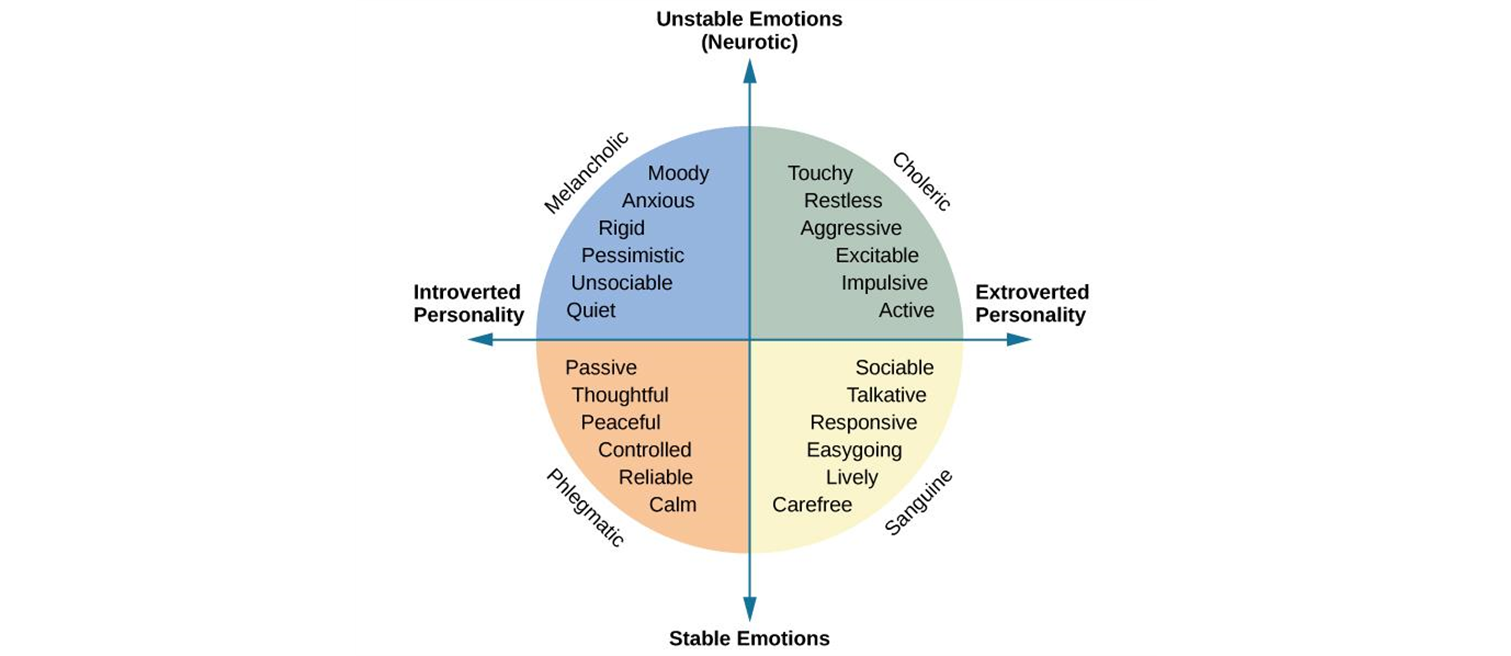 Unstable Emotions
(Neurotic)
Melancholic
Moody
Anxious
Rigid
Pessimistic
Unsociable
Quiet
Choleric
Touchy
Restless
Aggressive
Excitable
Impulsive
Active
Introverted
Personality
Extroverted
Personality
Passive
Thoughtful
Peaceful
Controlled
Reliable
Calm
Phlegmatic
Sociable
Talkative
Responsive
Easygoing
Lively
Carefree
Sanguine
Stable Emotions